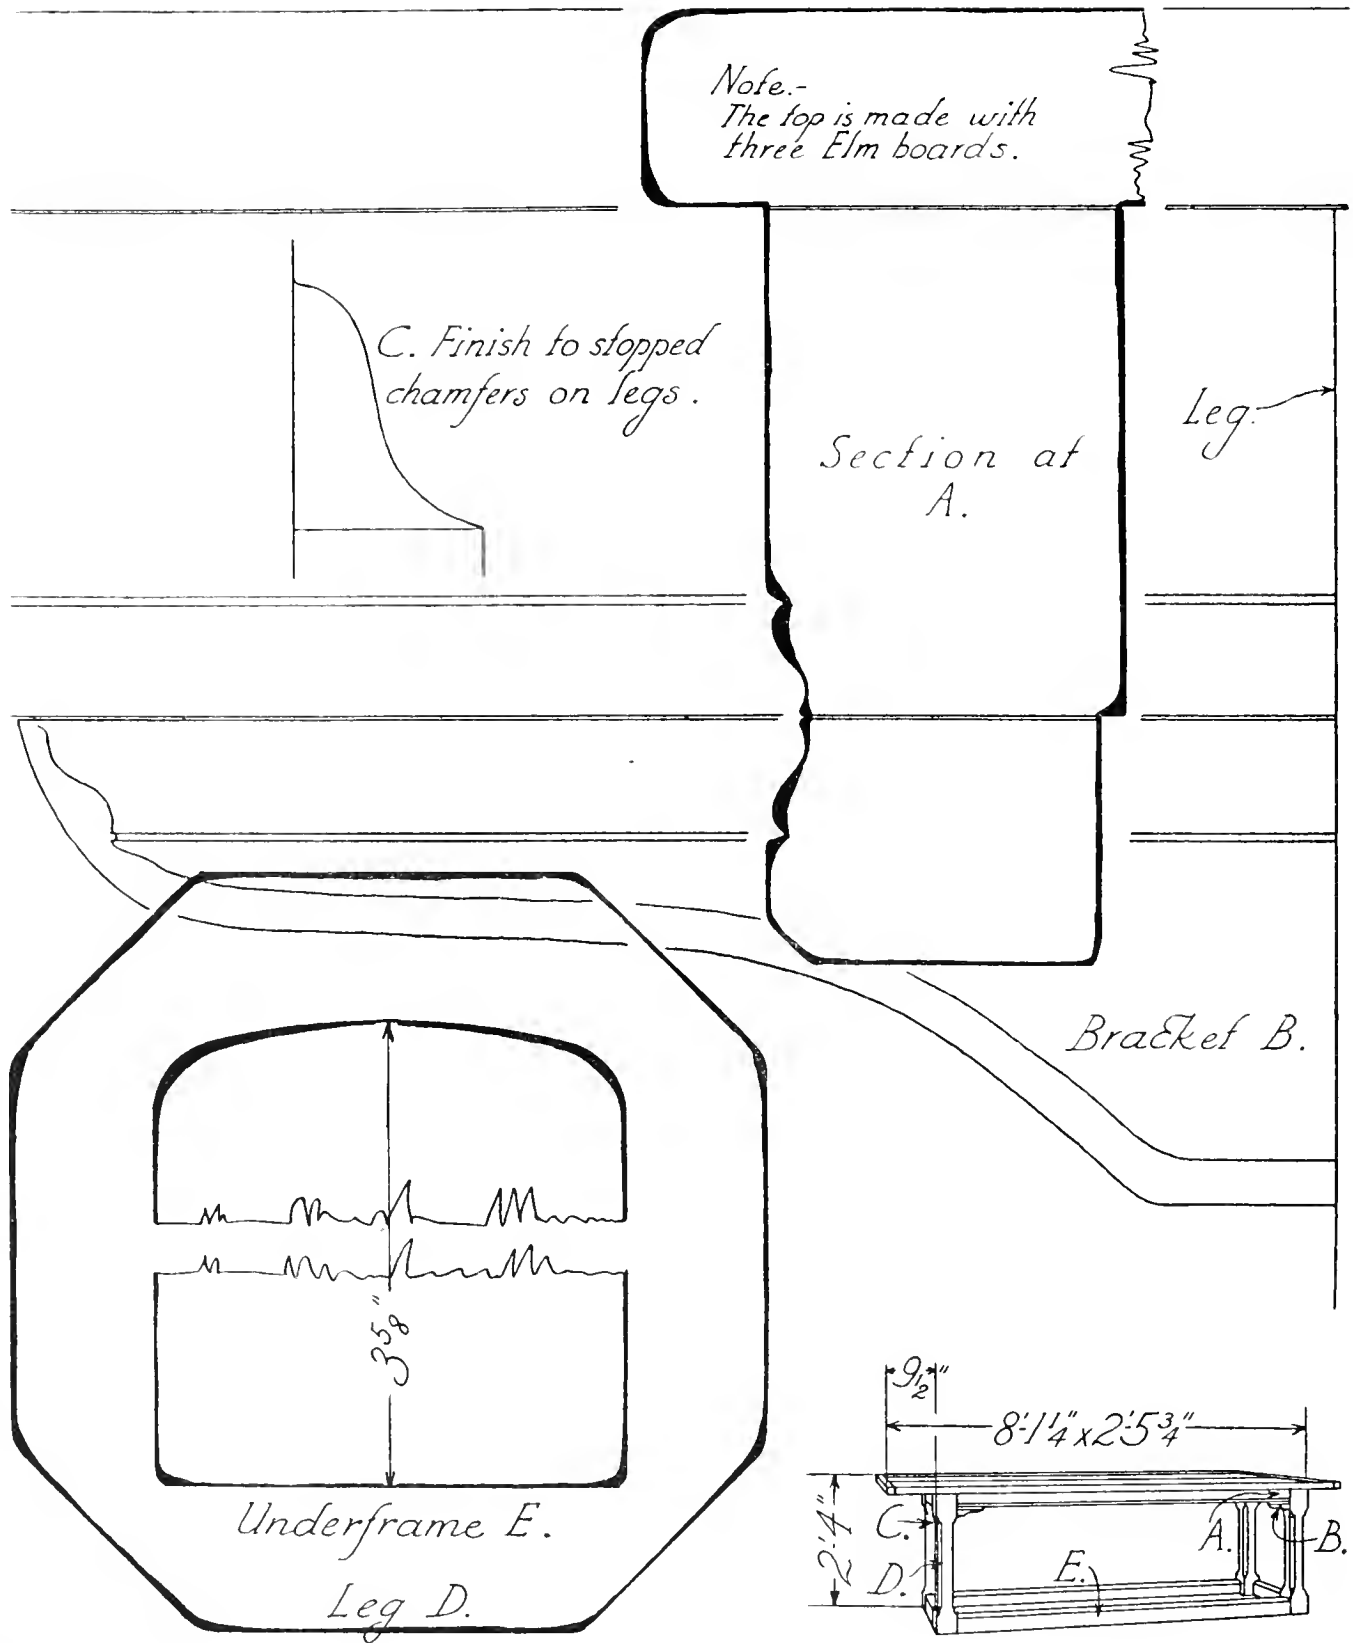 Note.-
The top is made with
three Elm boards.
C. Finish to stopped
chamfers on legs.
Leg.
Section at
A.
Bracket B.
3 5/8"
Underframe E.
Leg D.
9 1/2"
8'-1 1/4" x 2'-5 3/4"
2'-4"
C.
A.
B.
D.
E.